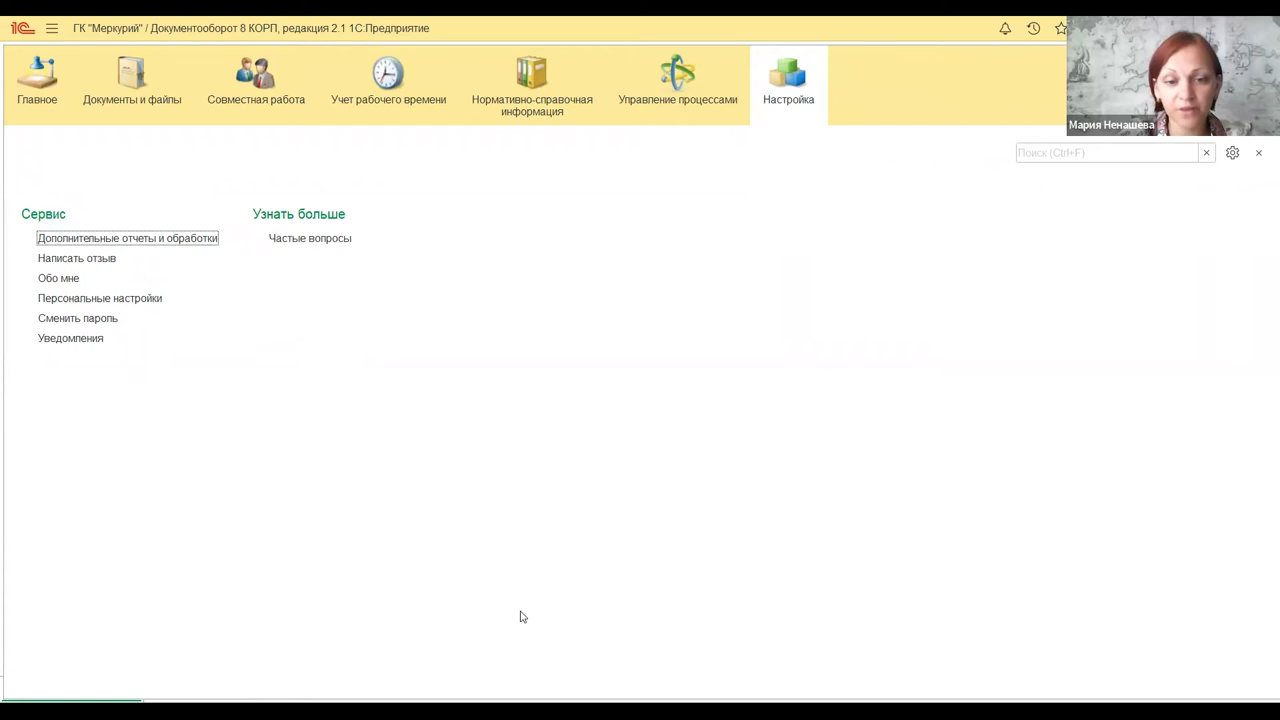 ГК "Меркурий" / Документооборот 8 КОРП, редакция 2.1 1С:Предприятие
Главное
Документы и файлы
Совместная работа
Учет рабочего времени
Нормативно-справочная
информация
Управление процессами
Настройка
Мария Ненашева
Поиск (Ctrl+F)
Сервис
Дополнительные отчеты и обработки
Написать отзыв
Обо мне
Персональные настройки
Сменить пароль
Уведомления
Узнать больше
Частые вопросы